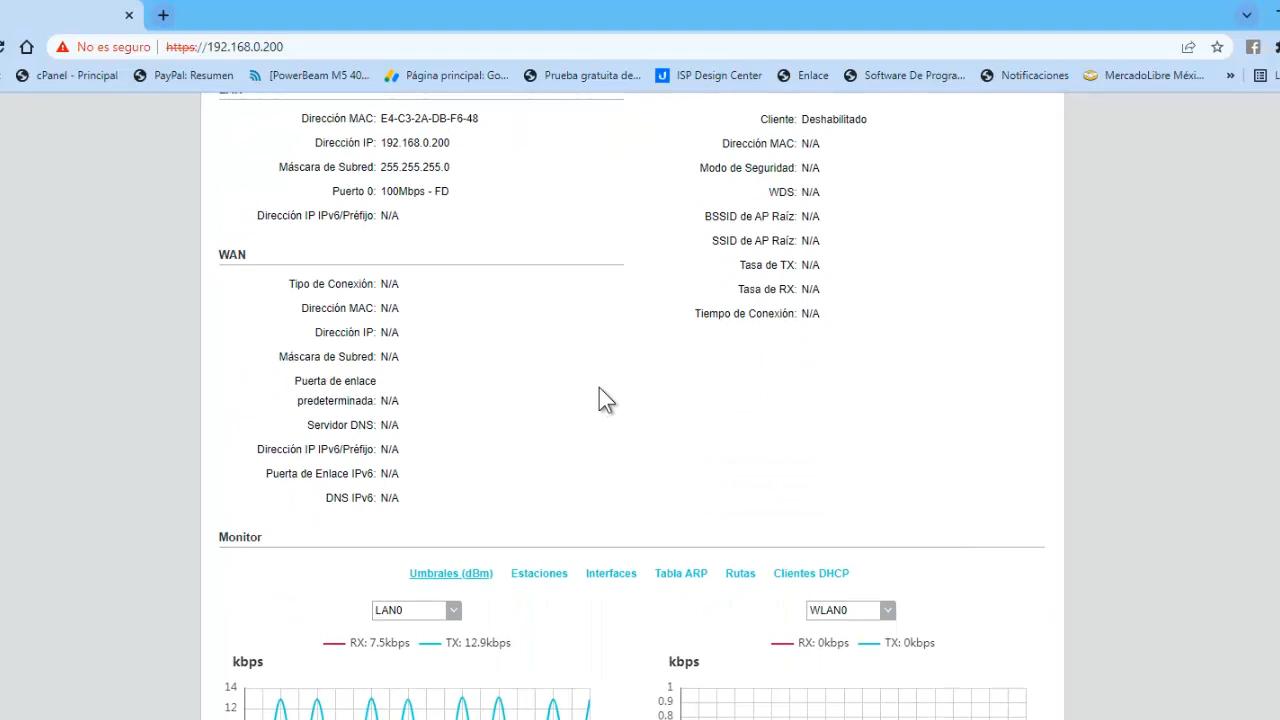 No es seguro https://192.168.0.200
cPanel - Principal PayPal: Resumen [PowerBeam M5 40... Página principal: Go... Prueba gratuita de... ISP Design Center Enlace Software De Progra... Notificaciones MercadoLibre Méxi... »
Dirección MAC: E4-C3-2A-DB-F6-48
Dirección IP: 192.168.0.200
Máscara de Subred: 255.255.255.0
Puerto 0: 100Mbps - FD
Dirección IP IPv6/Préfijo: N/A
WAN
Tipo de Conexión: N/A
Dirección MAC: N/A
Dirección IP: N/A
Máscara de Subred: N/A
Puerta de enlace
predeterminada: N/A
Servidor DNS: N/A
Dirección IP IPv6/Préfijo: N/A
Puerta de Enlace IPv6: N/A
DNS IPv6: N/A
Cliente: Deshabilitado
Dirección MAC: N/A
Modo de Seguridad: N/A
WDS: N/A
BSSID de AP Raíz: N/A
SSID de AP Raíz: N/A
Tasa de TX: N/A
Tasa de RX: N/A
Tiempo de Conexión: N/A
Monitor
Umbrales (dBm) Estaciones Interfaces Tabla ARP Rutas Clientes DHCP
LAN0
RX: 7.5kbps TX: 12.9kbps
kbps
14
12
WLAN0
RX: 0kbps TX: 0kbps
kbps
1
0.9
0.8